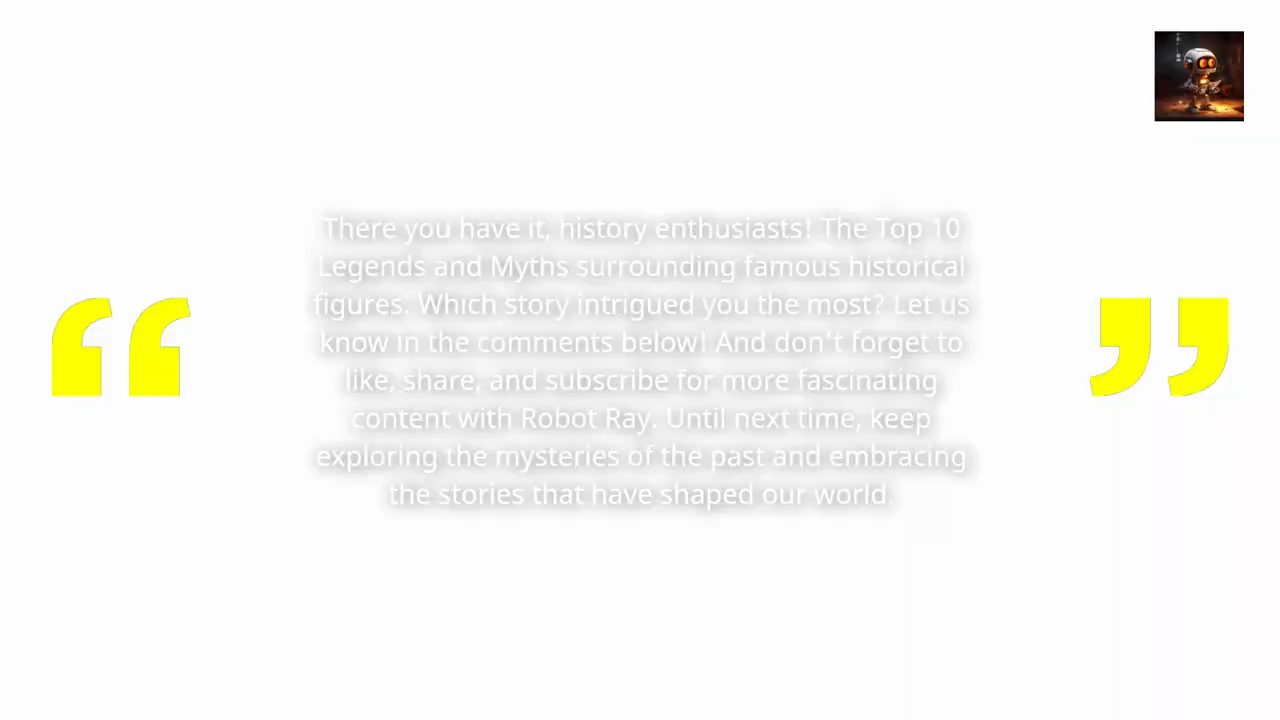 There you have it, history enthusiasts! The Top 10
Legends and Myths surrounding famous historical
figures. Which story intrigued you the most? Let us
know in the comments below! And don't forget to
like, share, and subscribe for more fascinating
content with Robot Ray. Until next time, keep
exploring the mysteries of the past and embracing
the stories that have shaped our world.